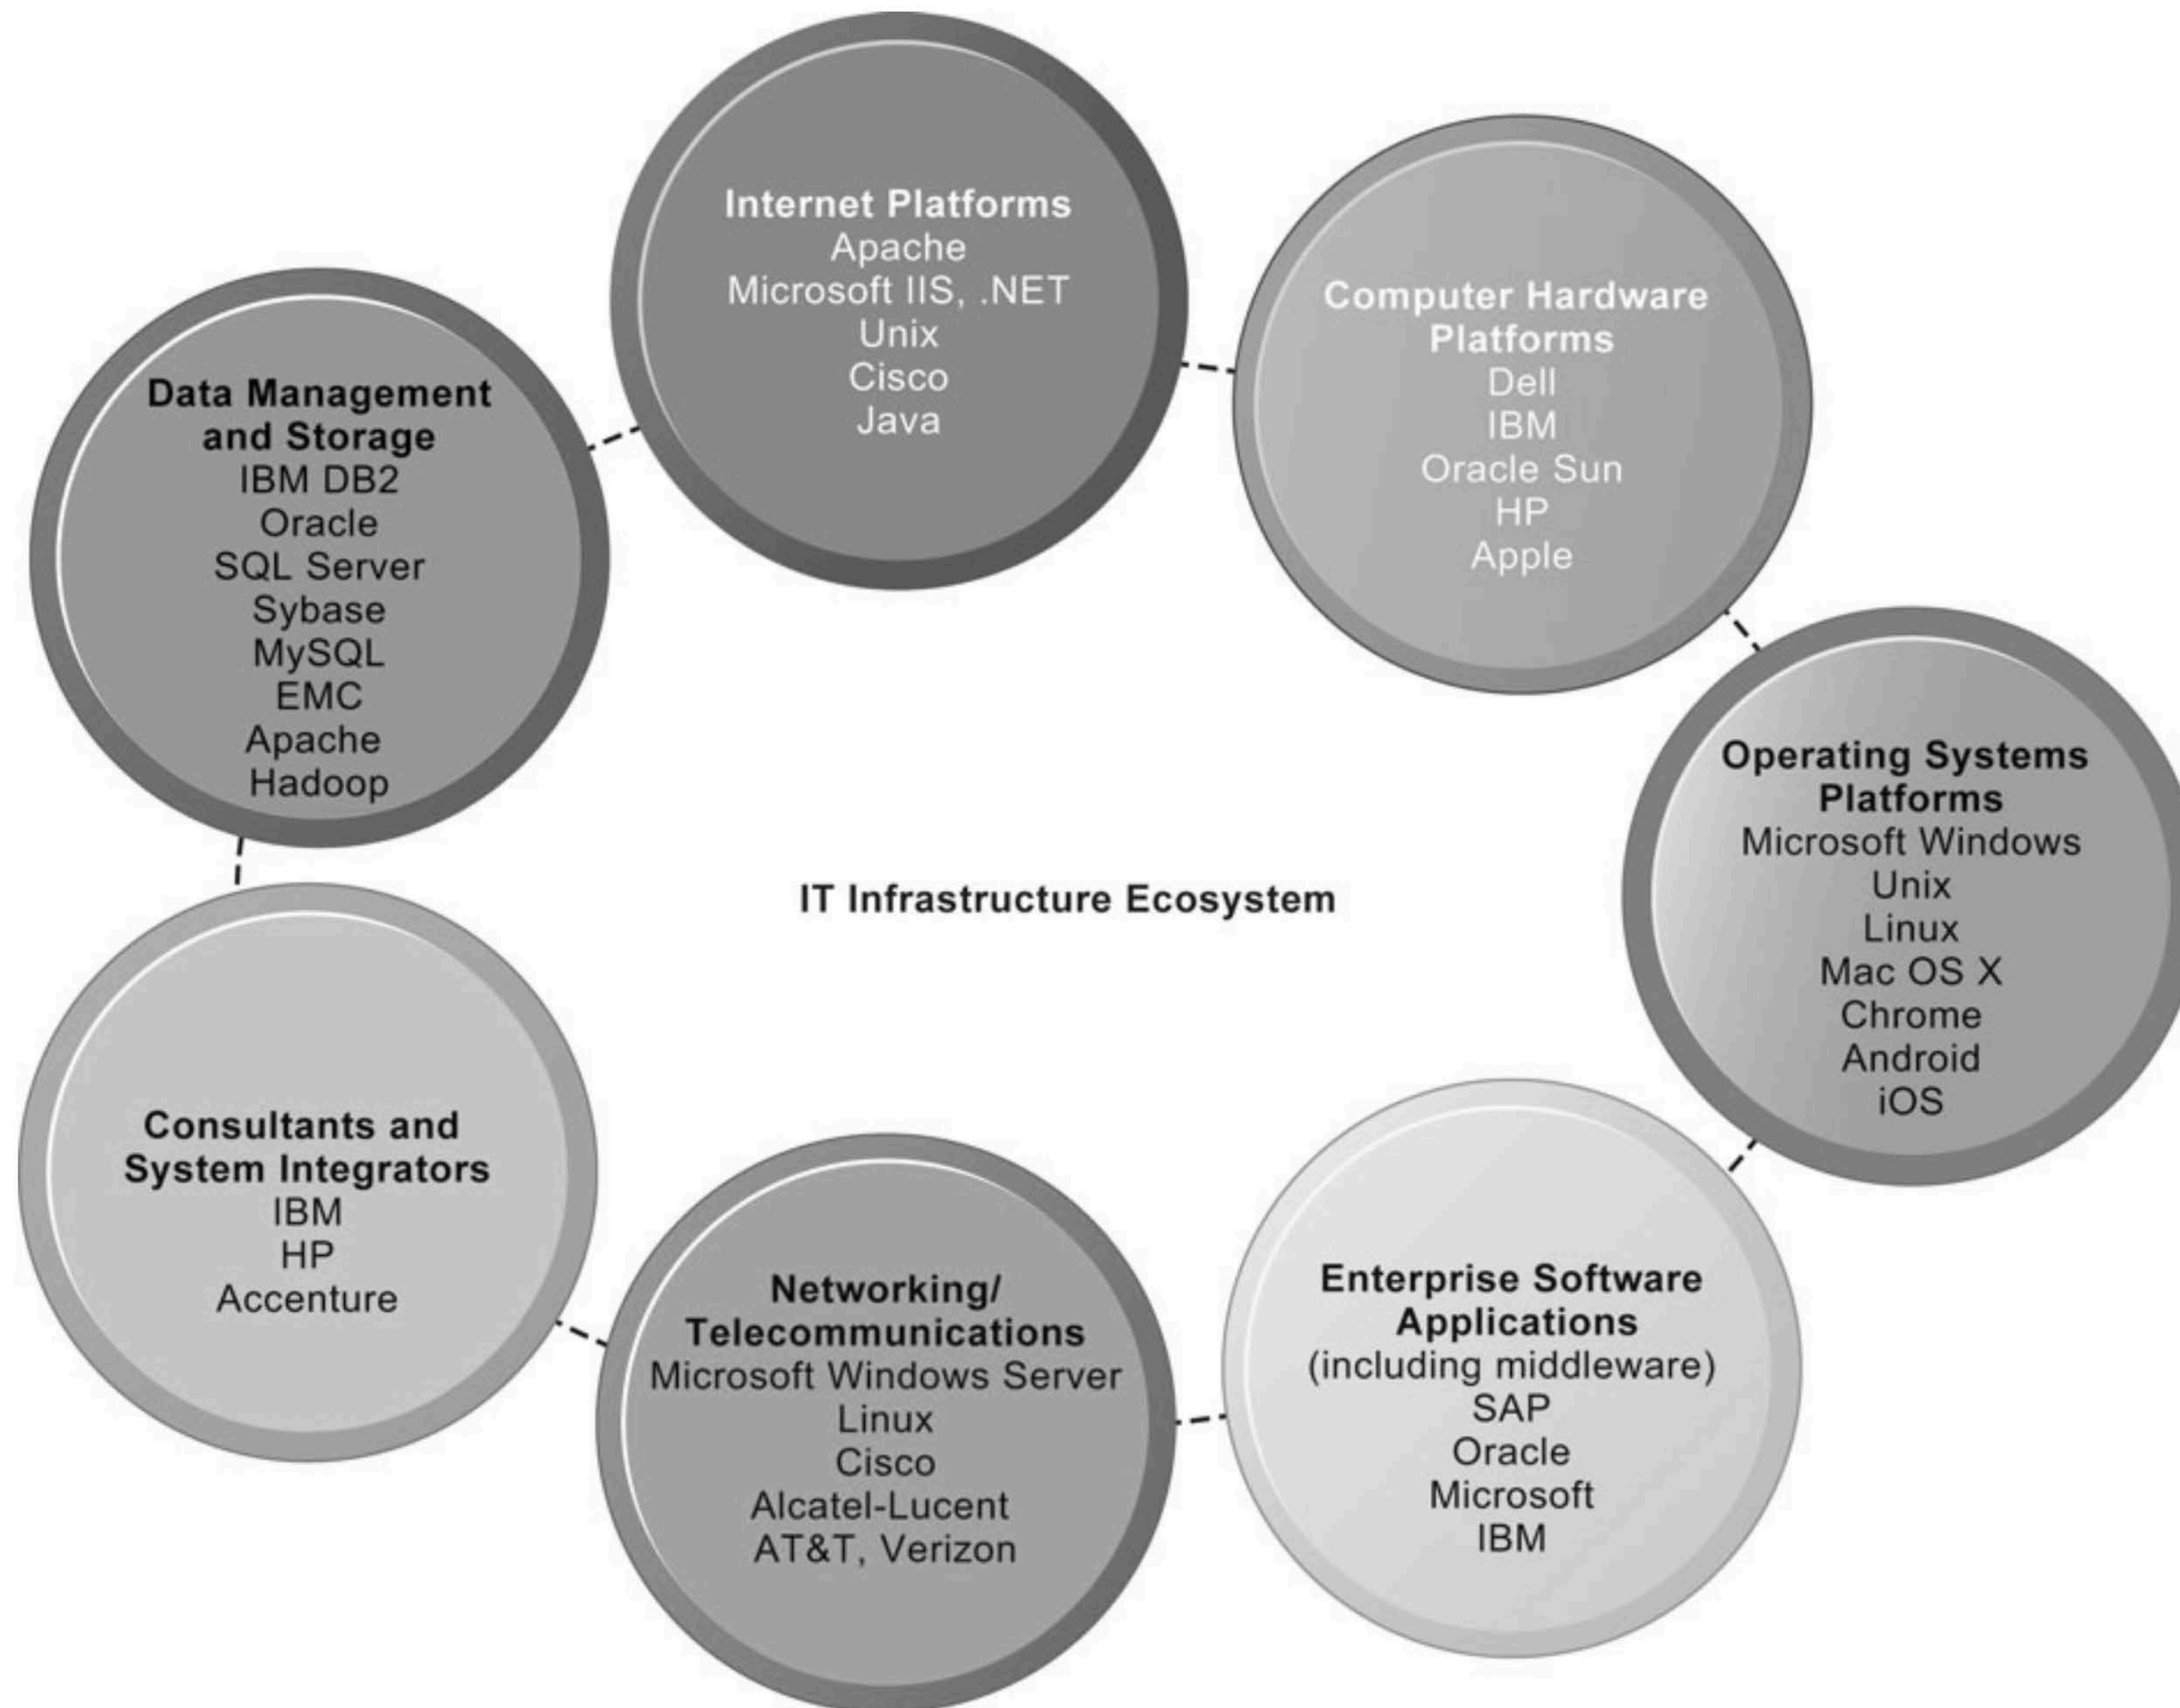 Internet Platforms
Apache
Microsoft IIS, .NET
Unix
Cisco
Java
Computer Hardware
Platforms
Dell
IBM
Oracle Sun
HP
Apple
Data Management
and Storage
IBM DB2
Oracle
SQL Server
Sybase
MySQL
EMC
Apache
Hadoop
Operating Systems
Platforms
Microsoft Windows
Unix
Linux
Mac OS X
Chrome
Android
iOS
IT Infrastructure Ecosystem
Consultants and
System Integrators
IBM
HP
Accenture
Networking/
Telecommunications
Microsoft Windows Server
Linux
Cisco
Alcatel-Lucent
AT&T, Verizon
Enterprise Software
Applications
(including middleware)
SAP
Oracle
Microsoft
IBM